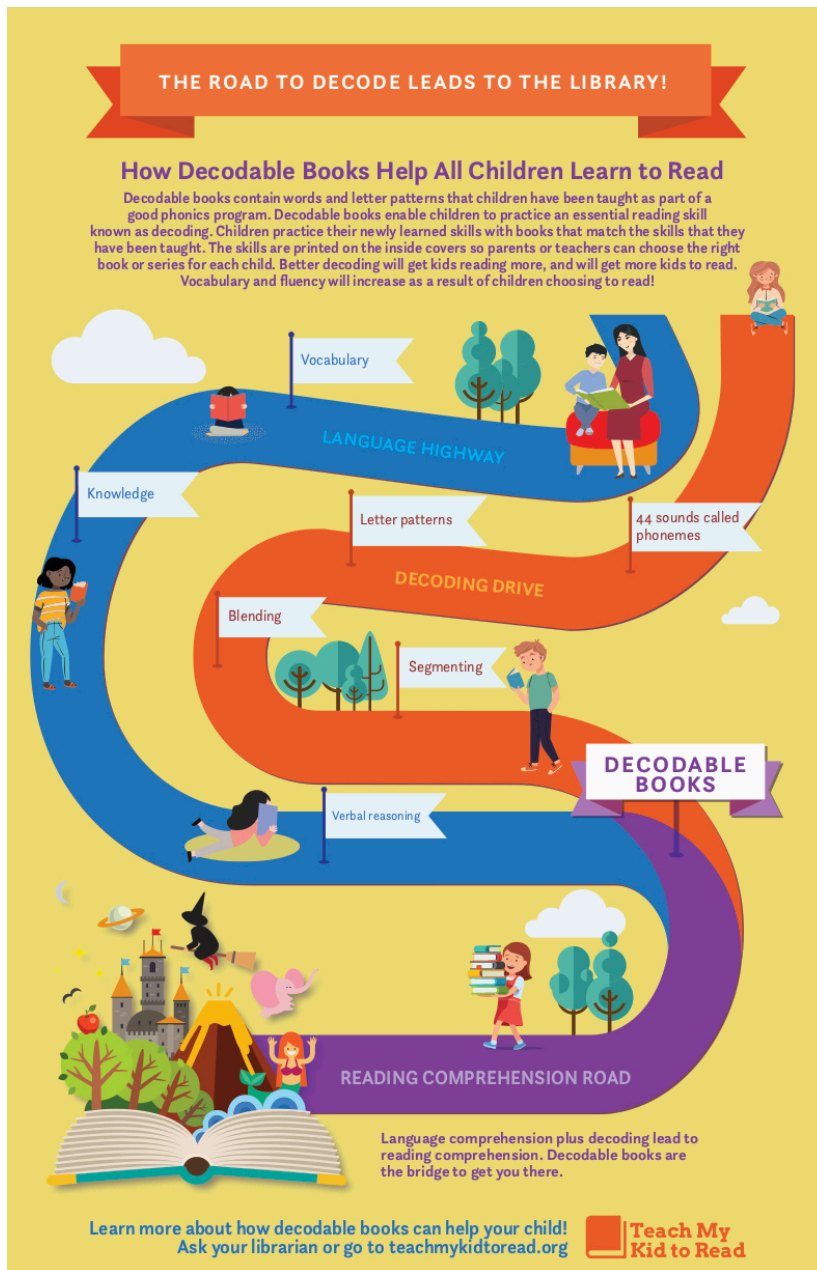 THE ROAD TO DECODE LEADS TO THE LIBRARY!
How Decodable Books Help All Children Learn to Read
Decodable books contain words and letter patterns that children have been taught as part of a
good phonics program. Decodable books enable children to practice an essential reading skill
known as decoding. Children practice their newly learned skills with books that match the skills that they
have been taught. The skills are printed on the inside covers so parents or teachers can choose the right
book or series for each child. Better decoding will get kids reading more, and will get more kids to read.
Vocabulary and fluency will increase as a result of children choosing to read!
Vocabulary
LANGUAGE HIGHWAY
Knowledge
Letter patterns
44 sounds called
phonemes
DECODING DRIVE
Blending
Segmenting
DECODABLE
BOOKS
Verbal reasoning
READING COMPREHENSION ROAD
Language comprehension plus decoding lead to
reading comprehension. Decodable books are
the bridge to get you there.
Learn more about how decodable books can help your child!
Ask your librarian or go to teachmykidtoread.org
Teach My
Kid to Read